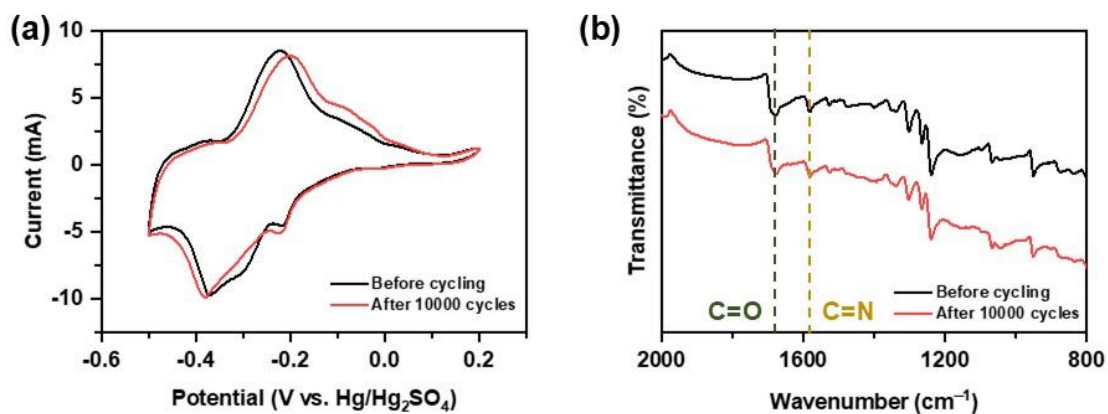 (a)
10
5
0
-5
-10
Current (mA)
Before cycling
After 10000 cycles
-0.6
-0.4
-0.2
0.0
0.2
Potential (V vs. Hg/Hg₂SO₄)
(b)
Transmittance (%)
Before cycling
After 10000 cycles
C=O
C=N
2000
1600
1200
800
Wavenumber (cm⁻¹)